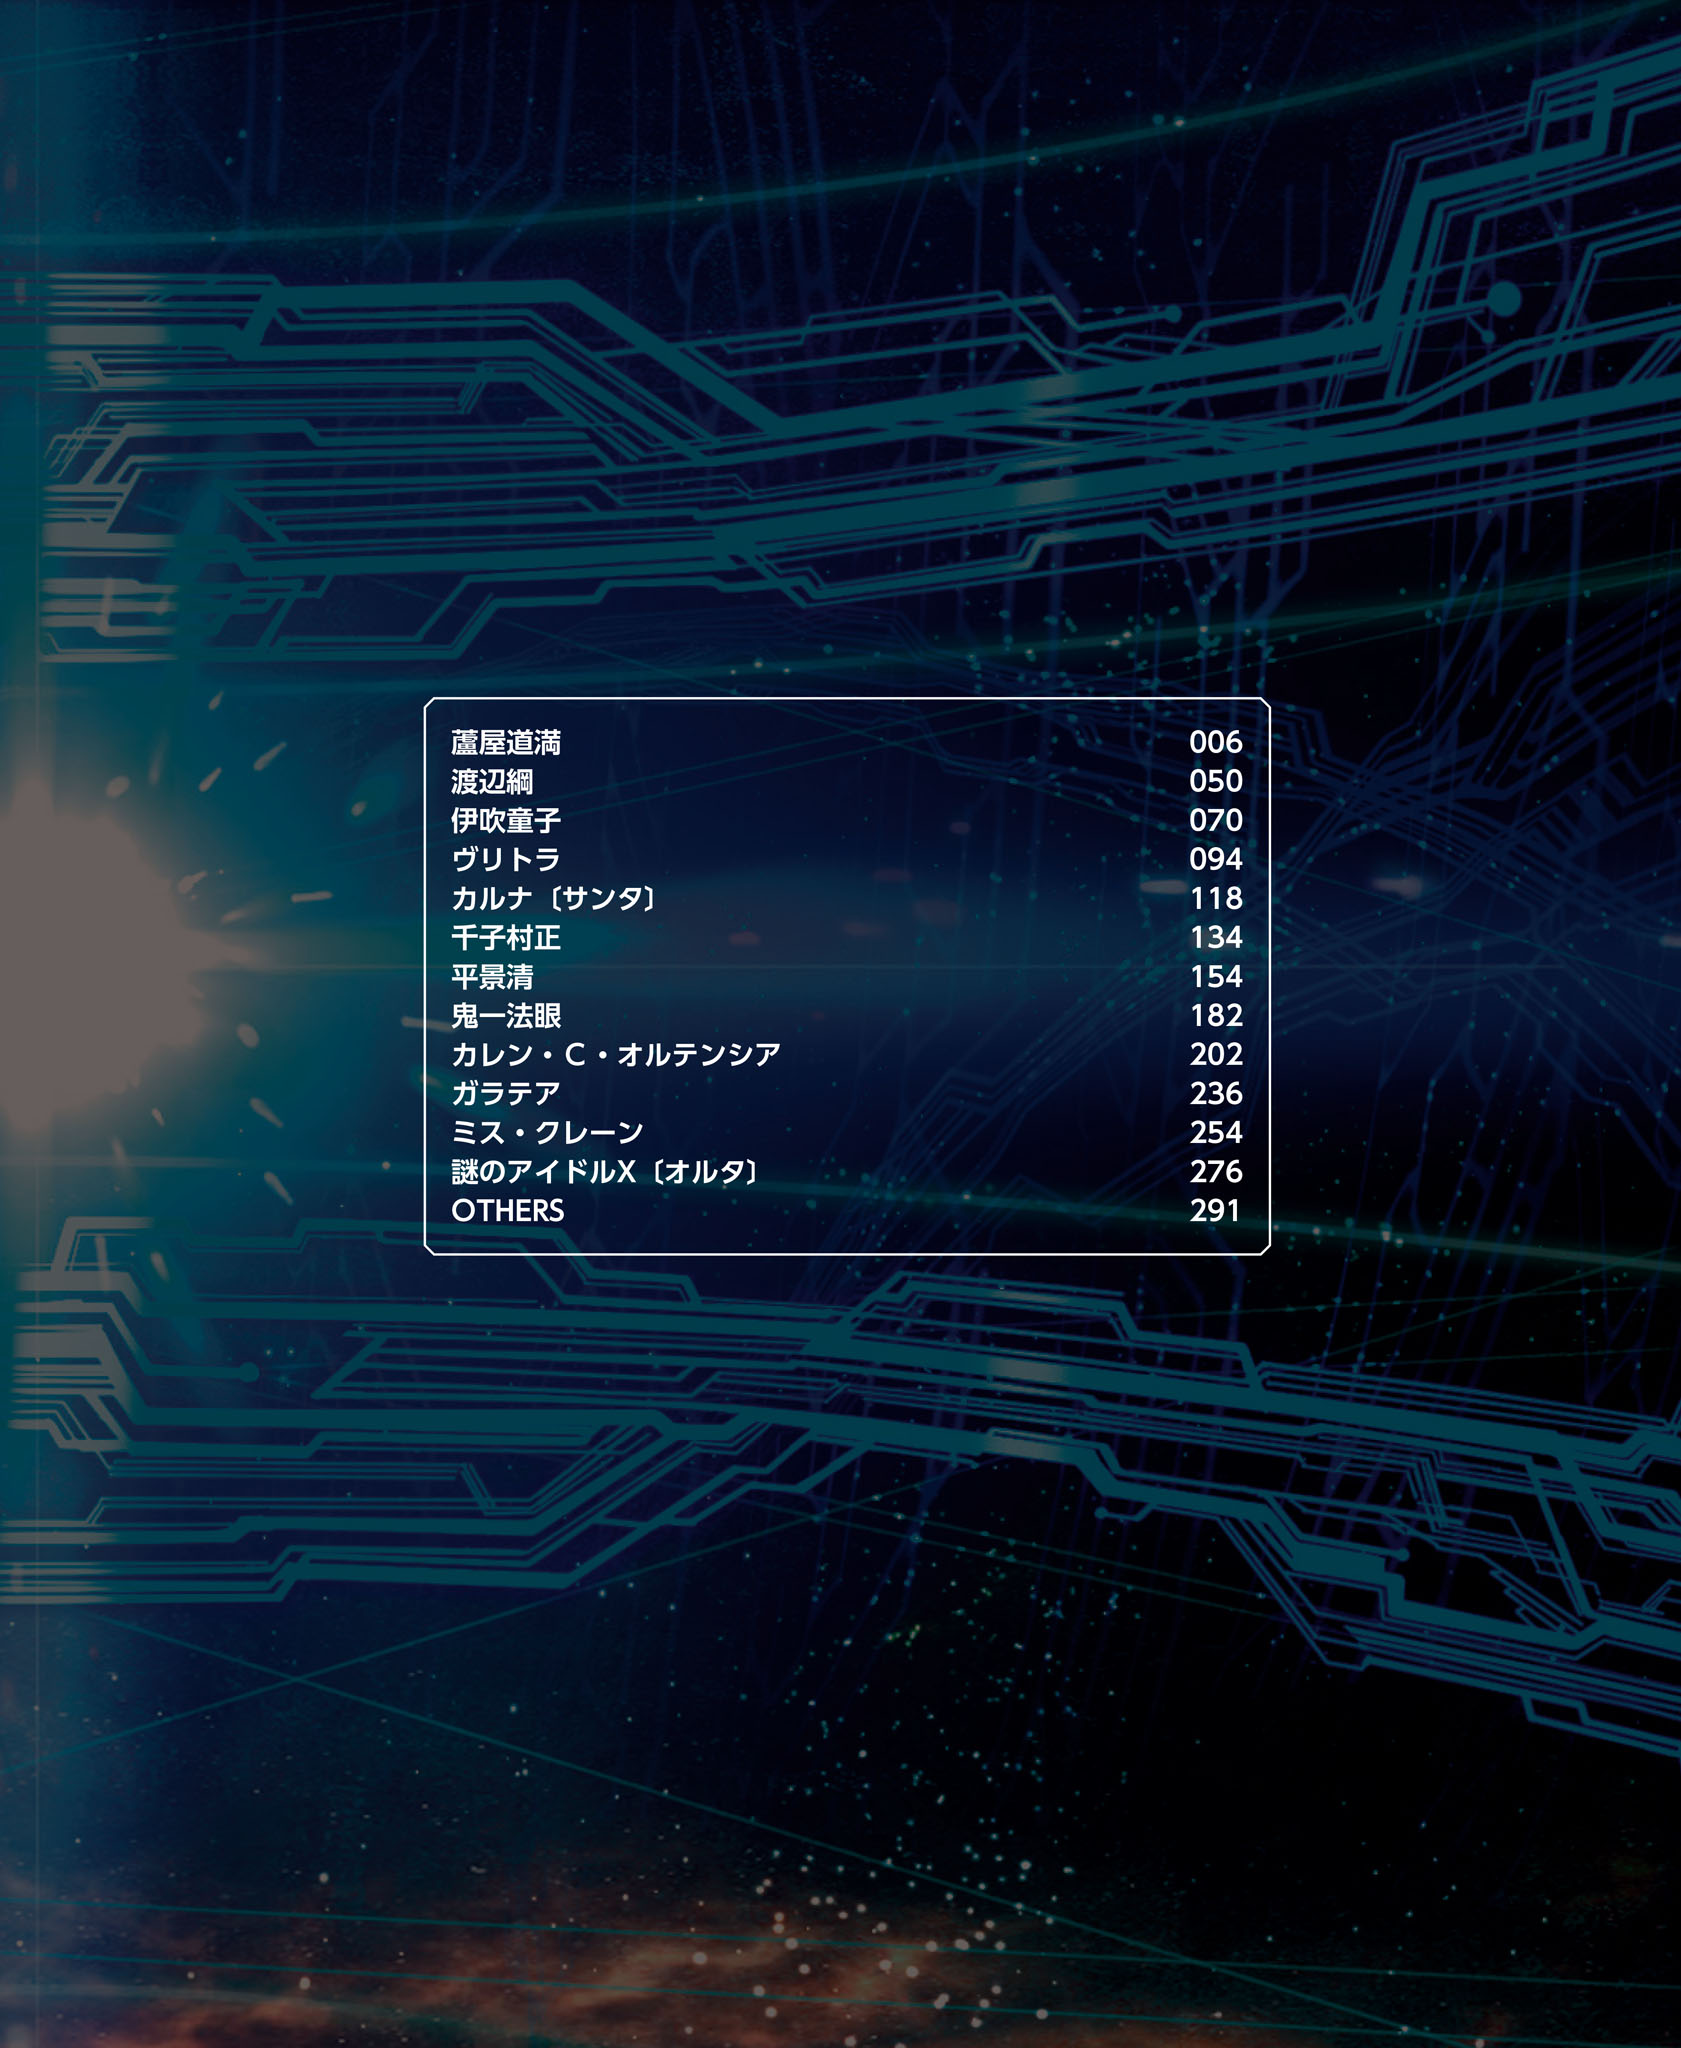 蘆屋道満 006
渡辺綱 050
伊吹童子 070
ヴリトラ 094
カルナ〔サンタ〕 118
千子村正 134
平景清 154
鬼一法眼 182
カレン・C・オルテンシア 202
ガラテア 236
ミス・クレーン 254
謎のアイドルX〔オルタ〕 276
OTHERS 291